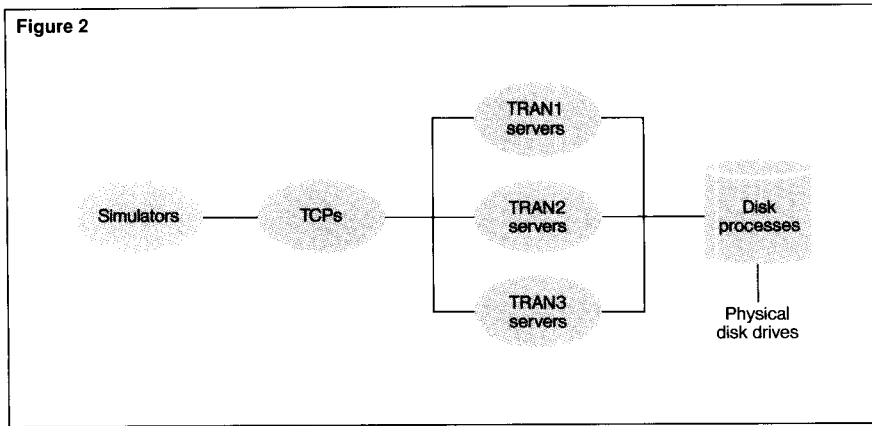 Figure 2
Simulators
TCPs
TRAN1
servers
TRAN2
servers
TRAN3
servers
Disk
processes
Physical
disk drives